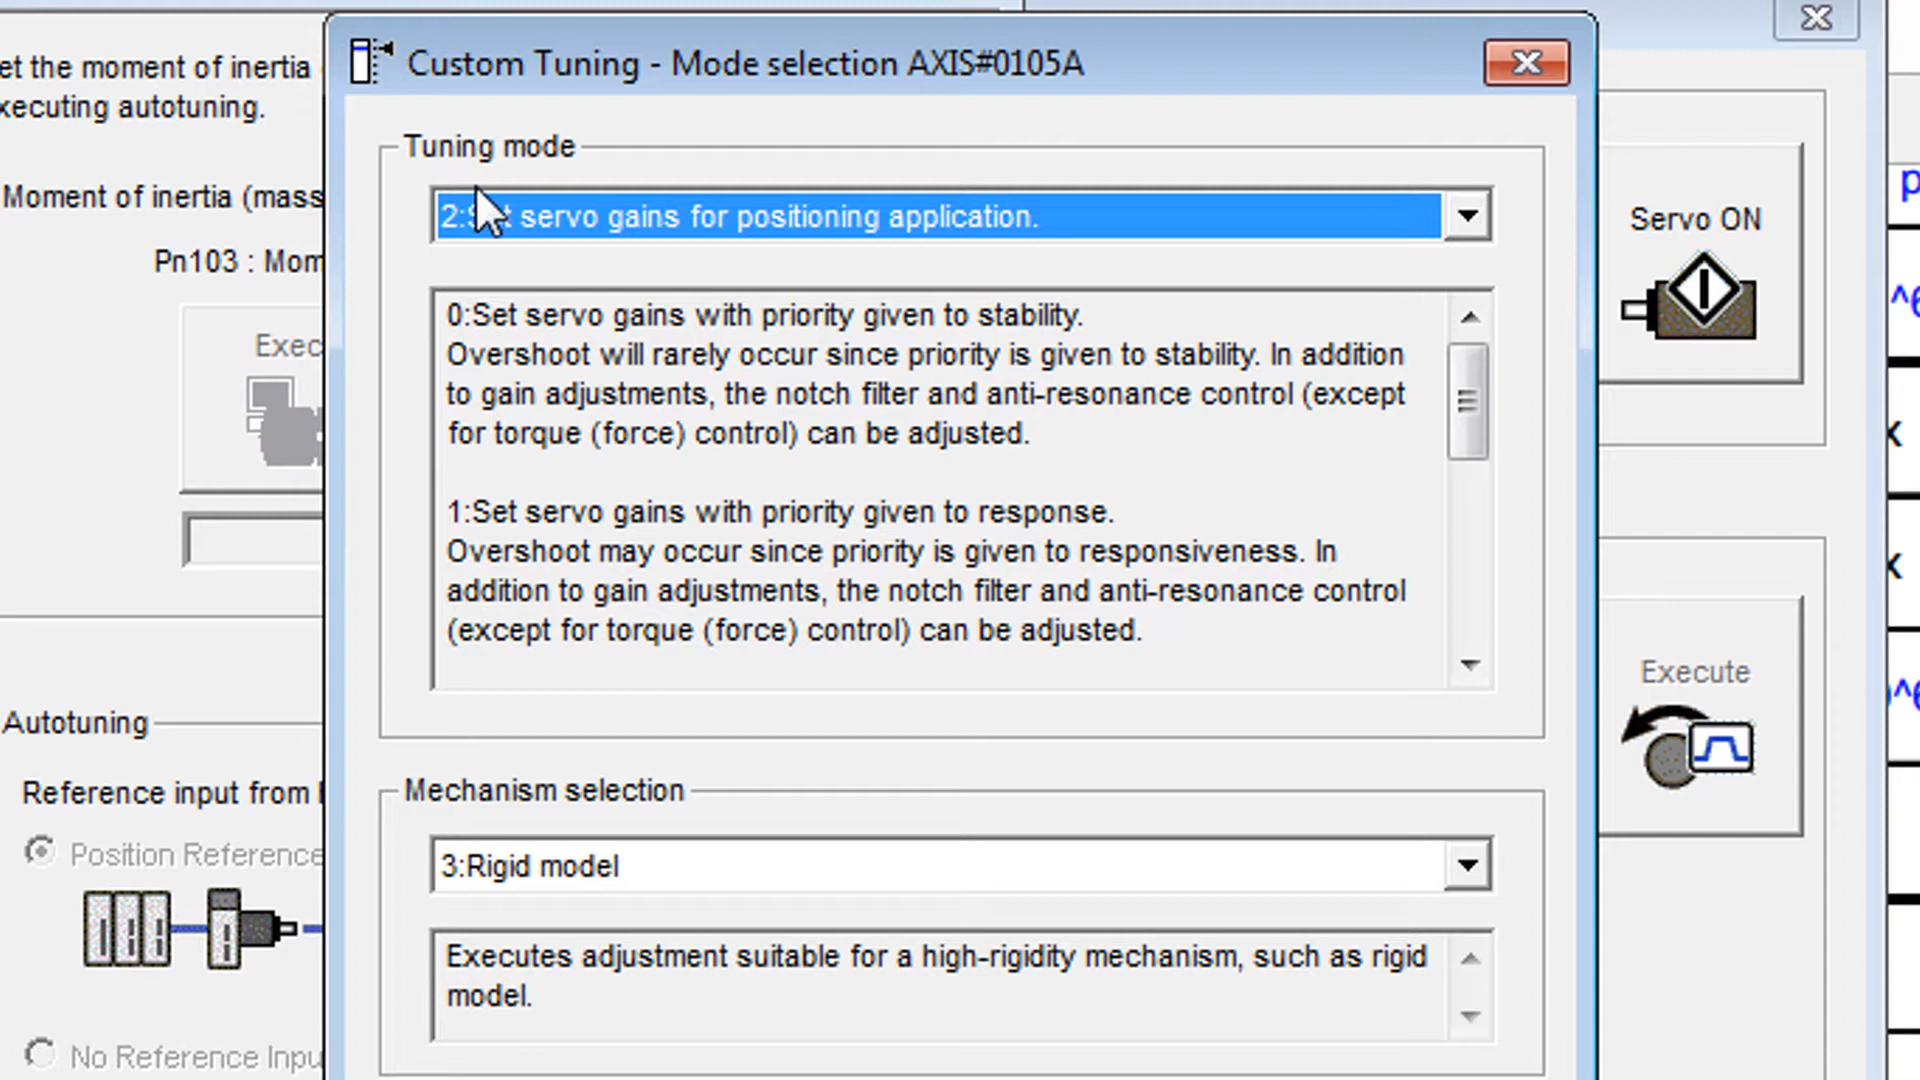 et the moment of inertia
xecuting autotuning.
Moment of inertia (mass
Pn103 : Mom
Exec
Autotuning
Reference input from
Position Reference
No Reference Inpu
Custom Tuning - Mode selection AXIS#0105A
Tuning mode
2:Set servo gains for positioning application.
0:Set servo gains with priority given to stability.
Overshoot will rarely occur since priority is given to stability. In addition
to gain adjustments, the notch filter and anti-resonance control (except
for torque (force) control) can be adjusted.
1:Set servo gains with priority given to response.
Overshoot may occur since priority is given to responsiveness. In
addition to gain adjustments, the notch filter and anti-resonance control
(except for torque (force) control) can be adjusted.
Mechanism selection
3:Rigid model
Executes adjustment suitable for a high-rigidity mechanism, such as rigid
model.
Servo ON
Execute